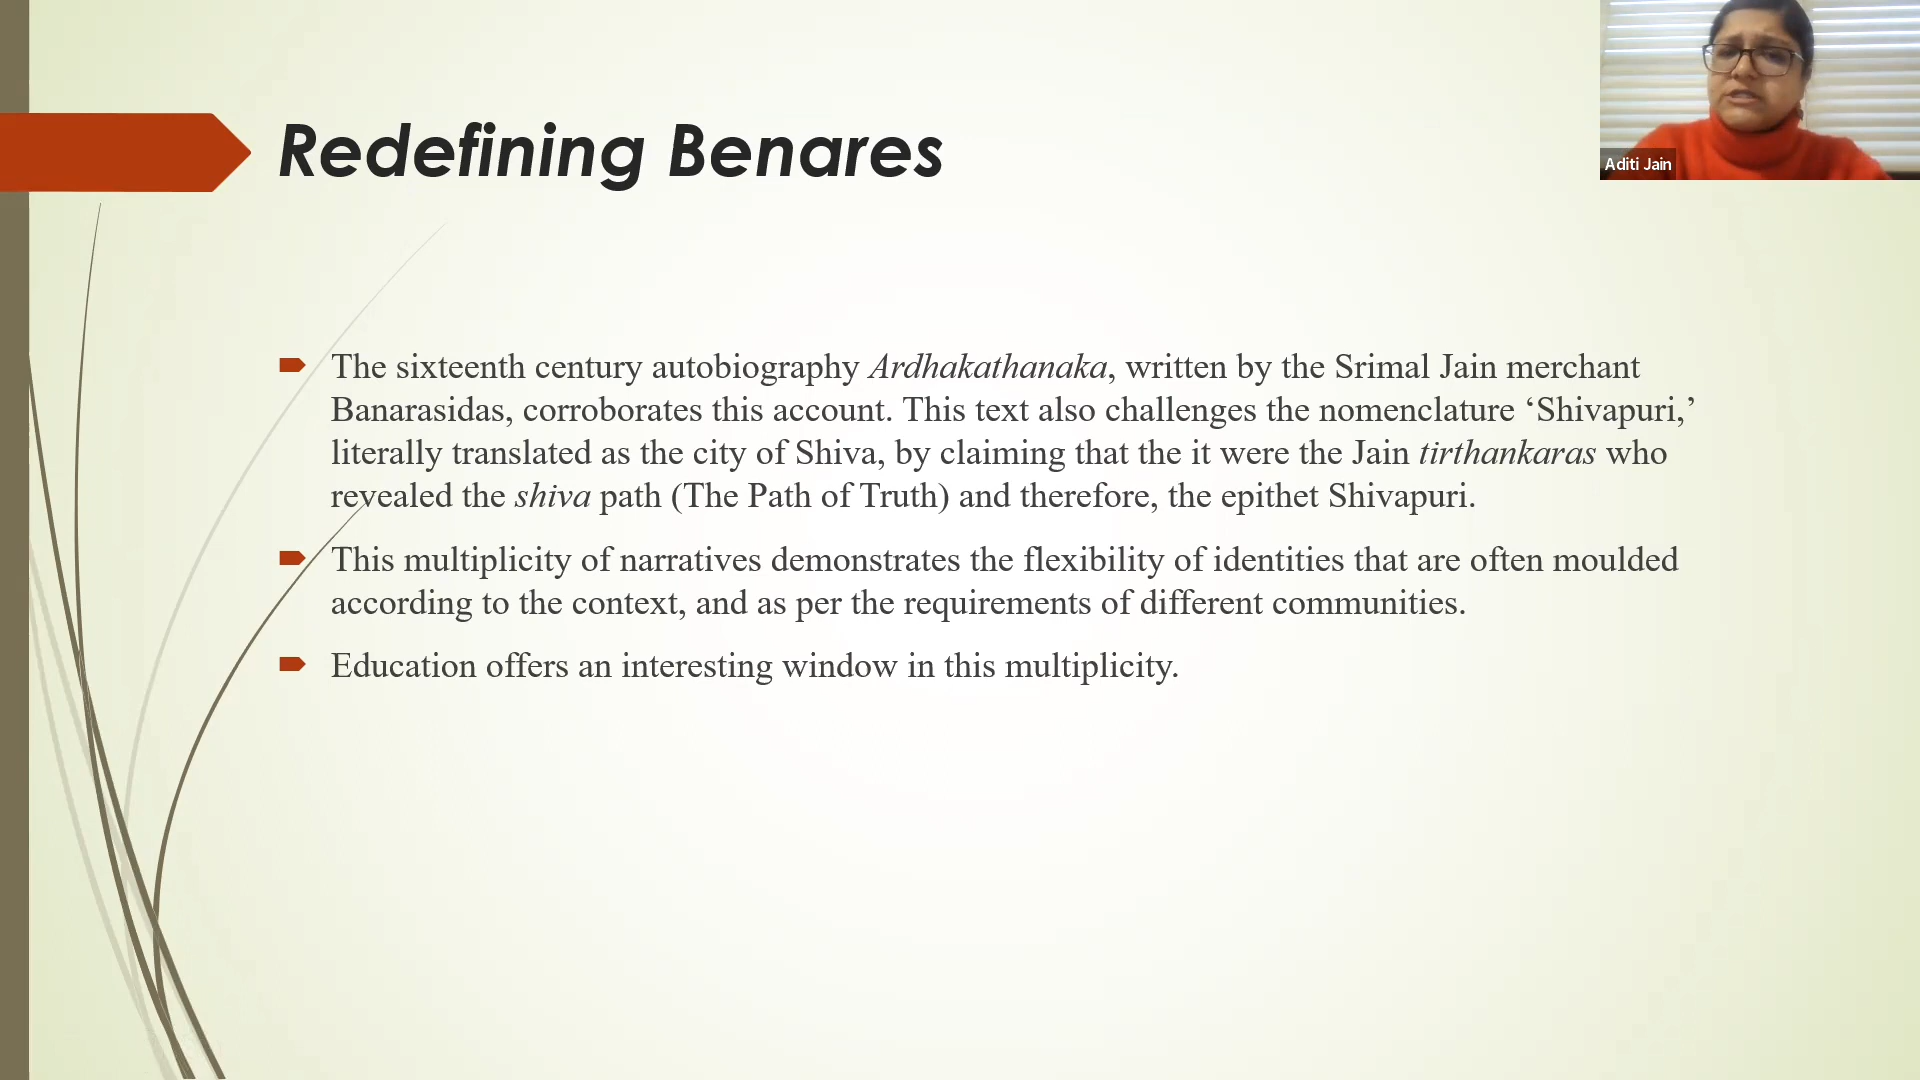 Redefining Benares
Aditi Jain
The sixteenth century autobiography Ardhakathanaka, written by the Srimal Jain merchant
Banarasidas, corroborates this account. This text also challenges the nomenclature ‘Shivapuri,’
literally translated as the city of Shiva, by claiming that the it were the Jain tirthankaras who
revealed the shiva path (The Path of Truth) and therefore, the epithet Shivapuri.
This multiplicity of narratives demonstrates the flexibility of identities that are often moulded
according to the context, and as per the requirements of different communities.
Education offers an interesting window in this multiplicity.